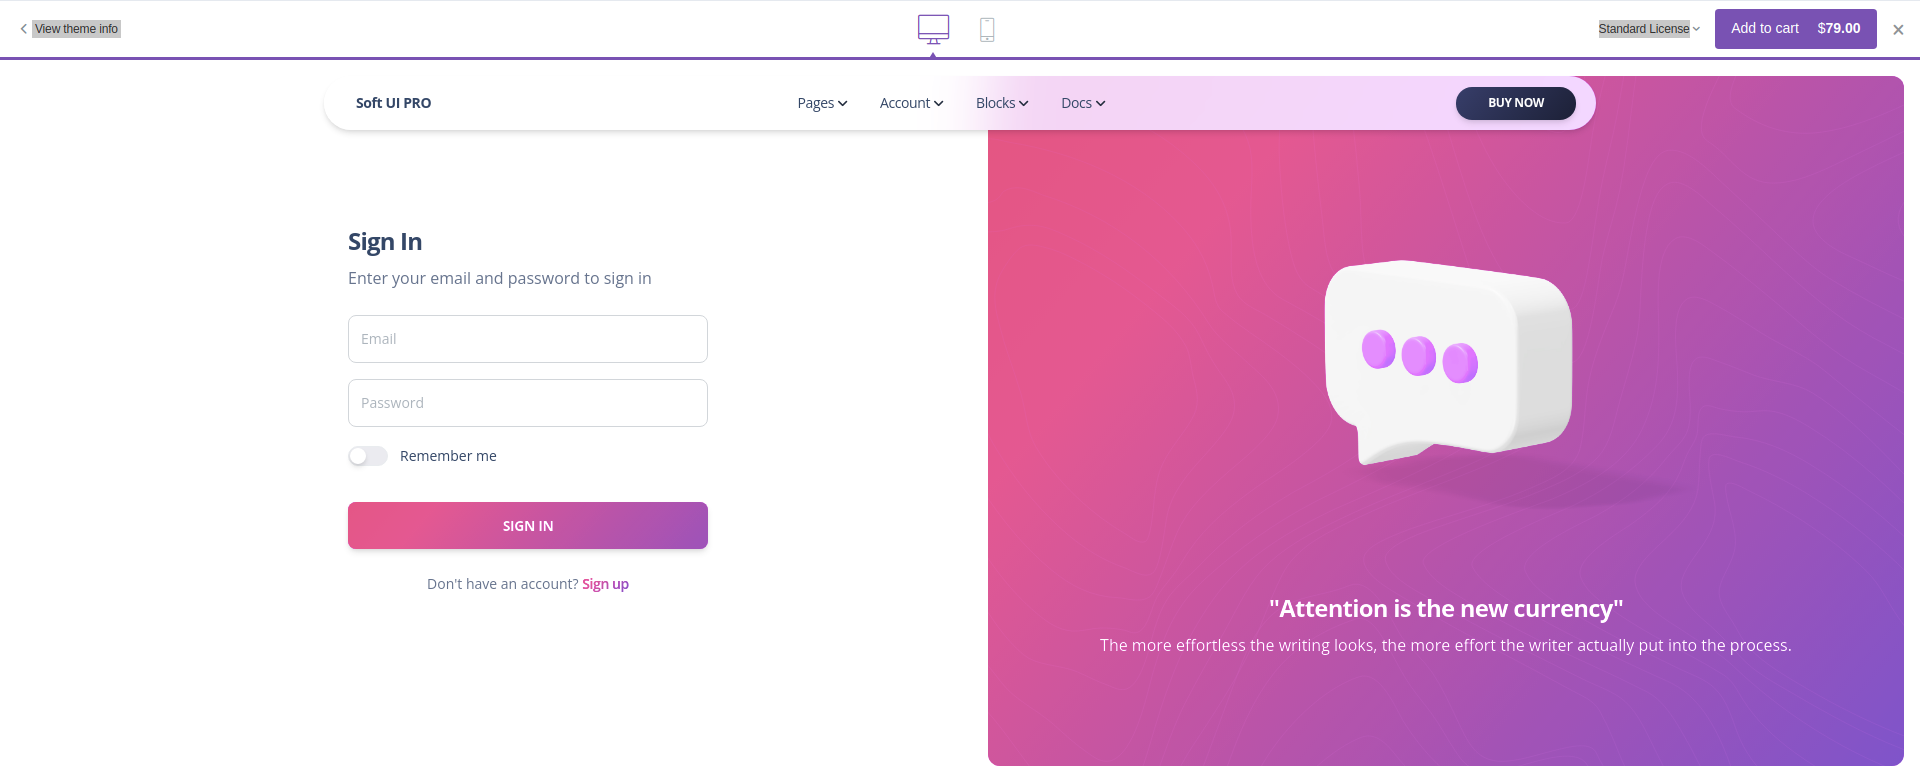 View theme info
Standard License
Add to cart $79.00
Soft UI PRO
Pages
Account
Blocks
Docs
BUY NOW
Sign In
Enter your email and password to sign in
Email
Password
Remember me
SIGN IN
Don't have an account? Sign up
"Attention is the new currency"
The more effortless the writing looks, the more effort the writer actually put into the process.